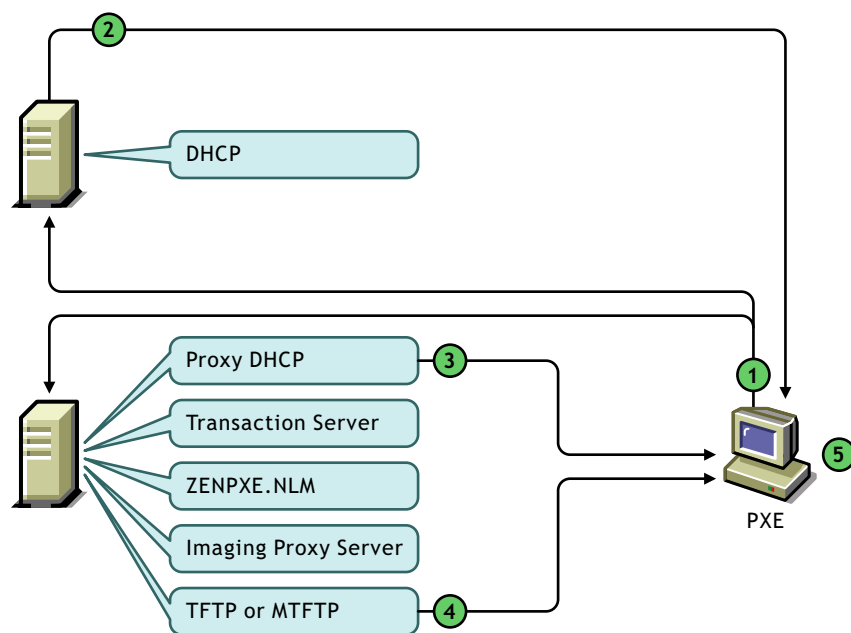 2
DHCP
Proxy DHCP
3
1
Transaction Server
5
ZENPXE.NLM
PXE
Imaging Proxy Server
TFTP or MTFTP
4